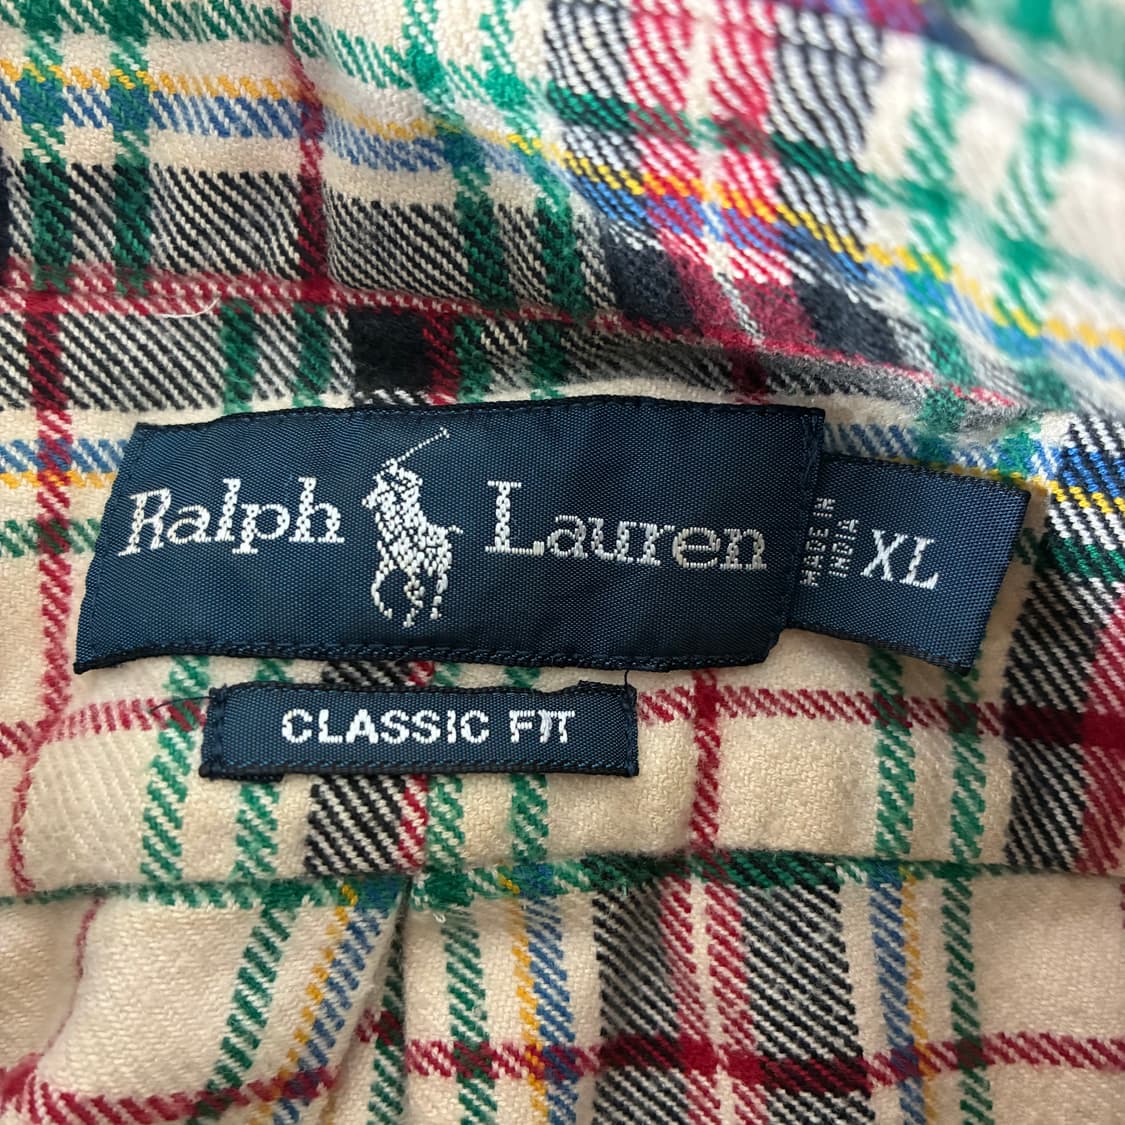 Ralph Lauren
MADE IN
INDIA
XL
CLASSIC FIT